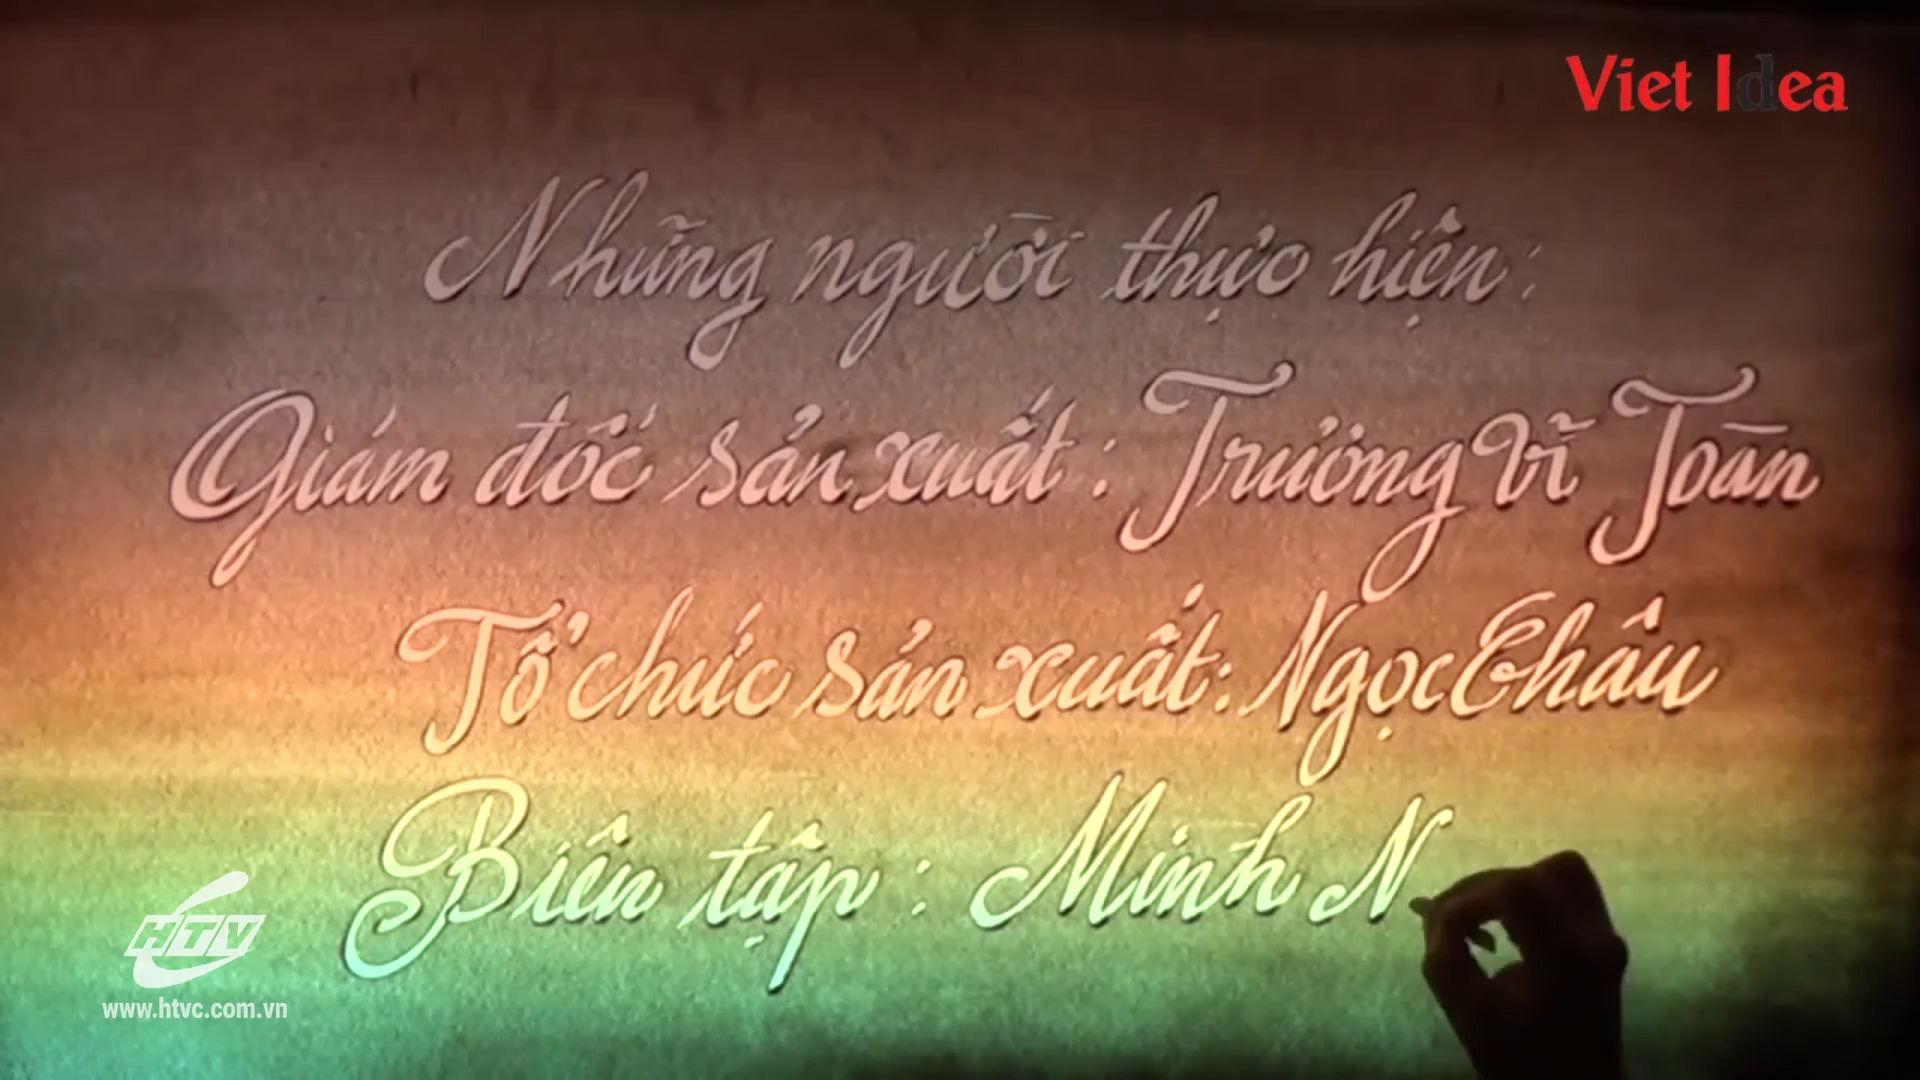 Viet Idea
Những người thực hiện:
Giám đốc sản xuất: Trương Vĩ Toàn
Tổ chức sản xuất: Ngọc Châu
Biên tập: Minh N
HTV
www.htvc.com.vn